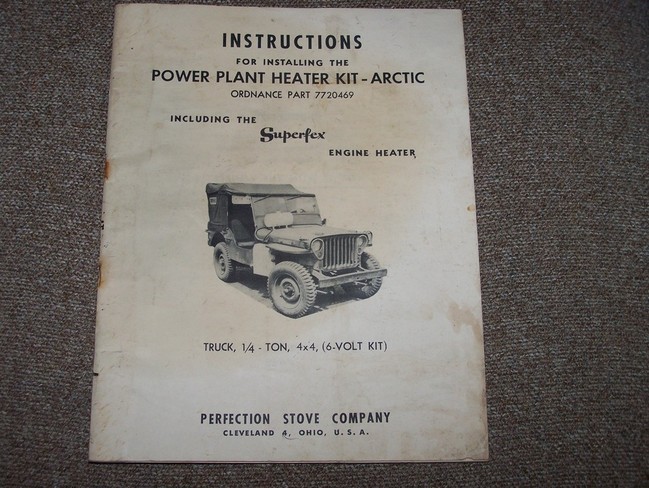 INSTRUCTIONS
FOR INSTALLING THE
POWER PLANT HEATER KIT - ARCTIC
ORDNANCE PART 7720469
INCLUDING THE
Superfex
ENGINE HEATER
TRUCK, 1/4 - TON, 4x4, (6-VOLT KIT)
PERFECTION STOVE COMPANY
CLEVELAND 4, OHIO, U. S. A.